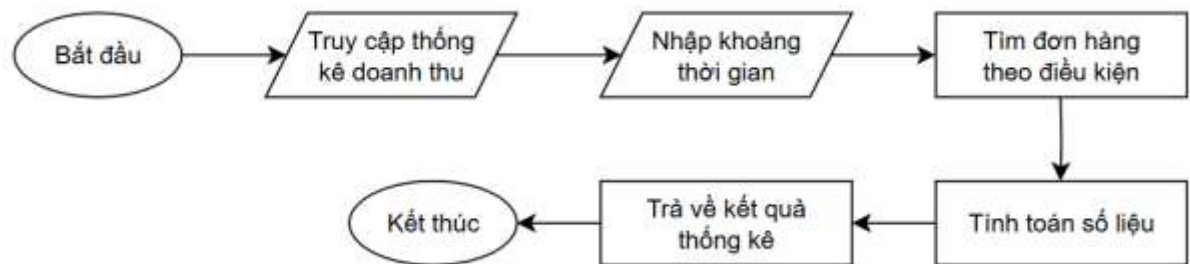 Bắt đầu
Truy cập thống
kê doanh thu
Nhập khoảng
thời gian
Tìm đơn hàng
theo điều kiện
Tính toán số liệu
Trả về kết quả
thống kê
Kết thúc